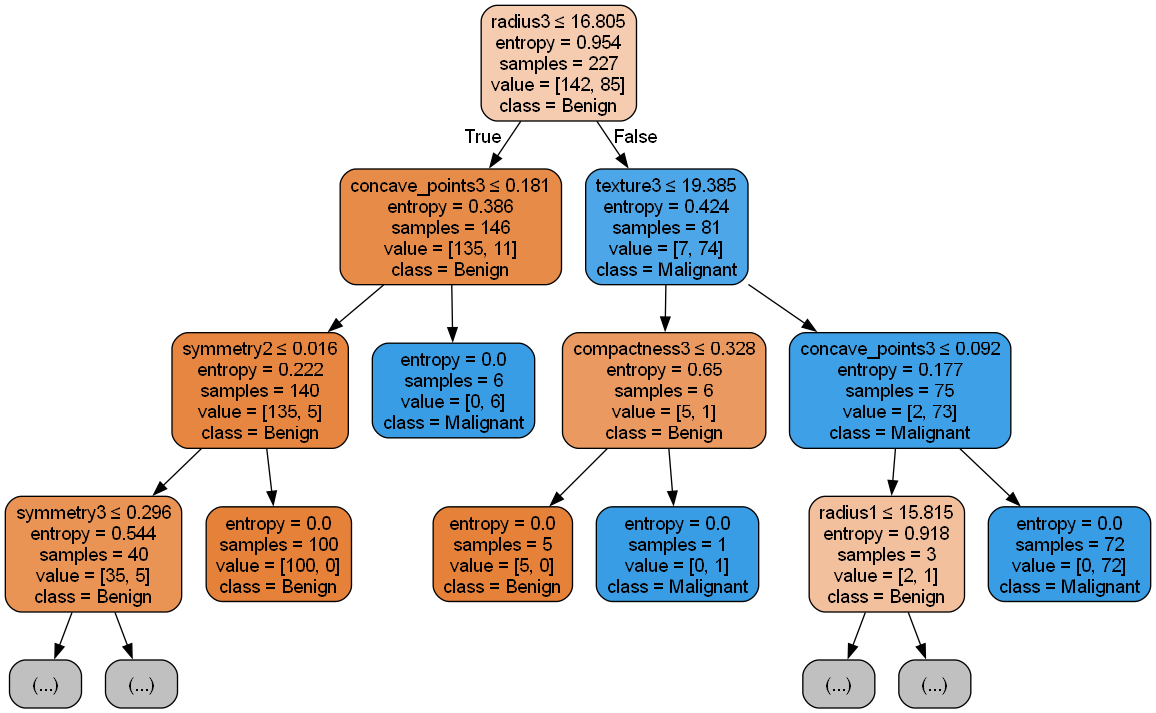 radius3 ≤ 16.805
entropy = 0.954
samples = 227
value = [142, 85]
class = Benign
True
False
concave_points3 ≤ 0.181
entropy = 0.386
samples = 146
value = [135, 11]
class = Benign
texture3 ≤ 19.385
entropy = 0.424
samples = 81
value = [7, 74]
class = Malignant
symmetry2 ≤ 0.016
entropy = 0.222
samples = 140
value = [135, 5]
class = Benign
entropy = 0.0
samples = 6
value = [0, 6]
class = Malignant
compactness3 ≤ 0.328
entropy = 0.65
samples = 6
value = [5, 1]
class = Benign
concave_points3 ≤ 0.092
entropy = 0.177
samples = 75
value = [2, 73]
class = Malignant
symmetry3 ≤ 0.296
entropy = 0.544
samples = 40
value = [35, 5]
class = Benign
entropy = 0.0
samples = 100
value = [100, 0]
class = Benign
entropy = 0.0
samples = 5
value = [5, 0]
class = Benign
entropy = 0.0
samples = 1
value = [0, 1]
class = Malignant
radius1 ≤ 15.815
entropy = 0.918
samples = 3
value = [2, 1]
class = Benign
entropy = 0.0
samples = 72
value = [0, 72]
class = Malignant
(...)
(...)
(...)
(...)